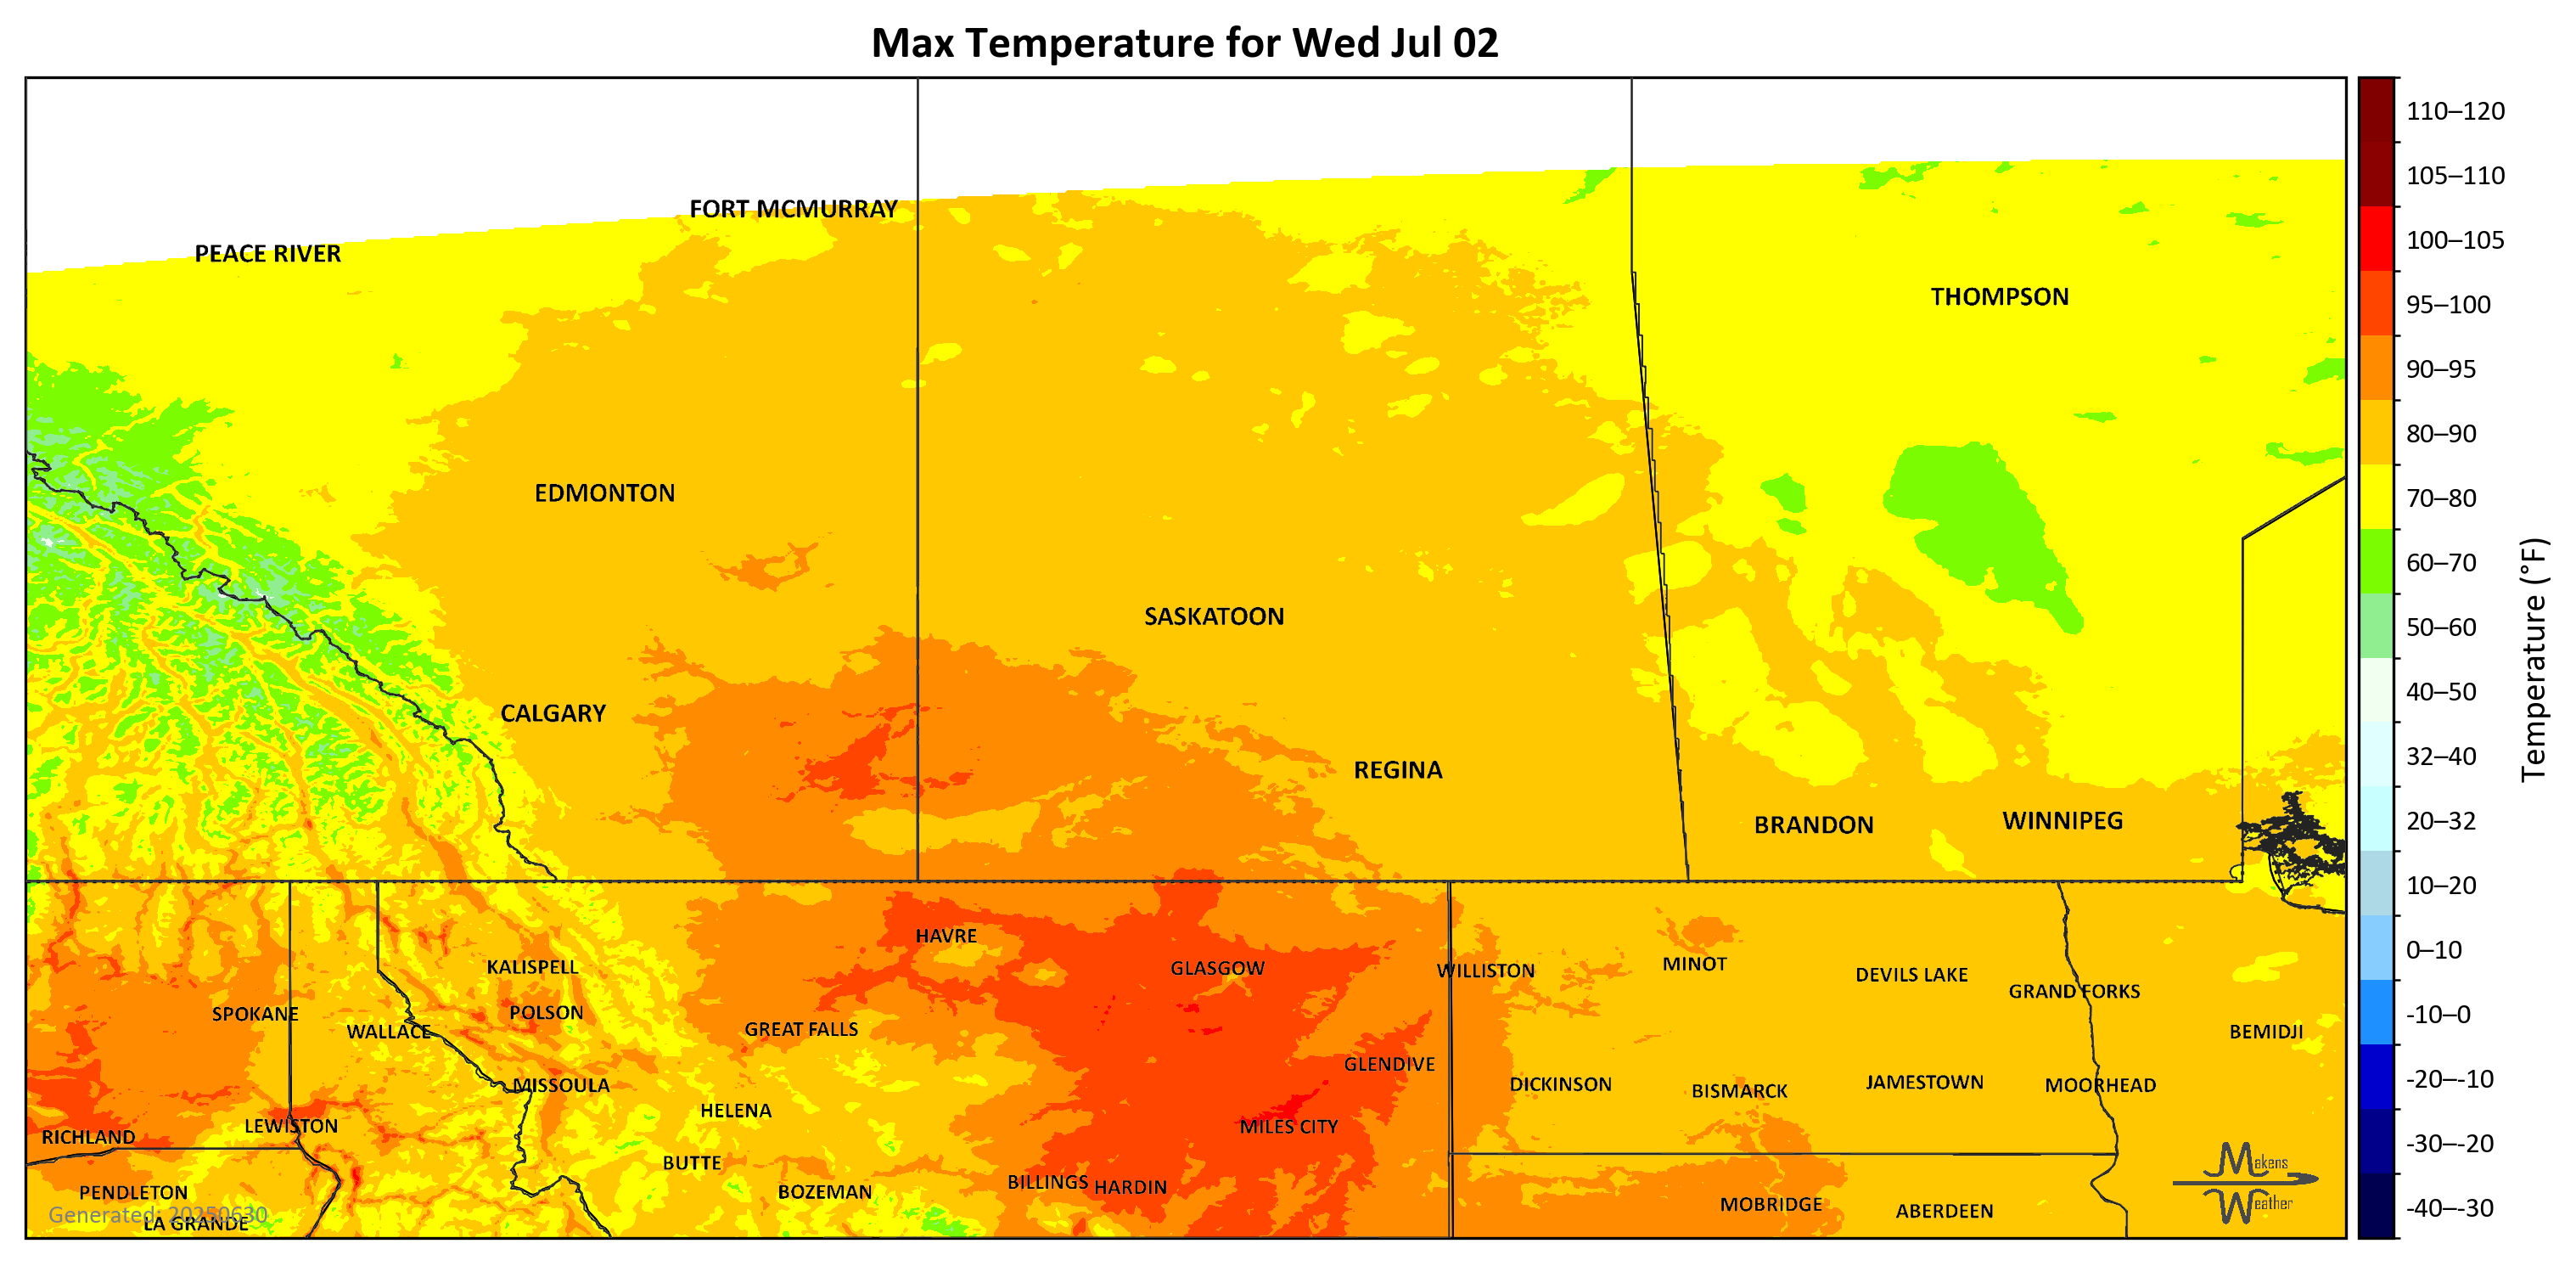 Max Temperature for Wed Jul 02
FORT MCMURRAY
PEACE RIVER
THOMPSON
EDMONTON
SASKATOON
CALGARY
REGINA
BRANDON
WINNIPEG
HAVRE
KALISPELL
GLASGOW
WILLISTON
MINOT
DEVILS LAKE
GRAND FORKS
SPOKANE
POLSON
WALLACE
GREAT FALLS
BEMIDJI
GLENDIVE
MISSOULA
DICKINSON
BISMARCK
JAMESTOWN
MOORHEAD
HELENA
LEWISTON
MILES CITY
RICHLAND
BUTTE
BILLINGS
HARDIN
PENDLETON
BOZEMAN
MOBRIDGE
ABERDEEN
LA GRANDE
Generated: 20250630
Makens
Weather
110–120
105–110
100–105
95–100
90–95
80–90
70–80
60–70
50–60
40–50
32–40
20–32
10–20
0–10
-10–0
-20–-10
-30–-20
-40–-30
Temperature (°F)